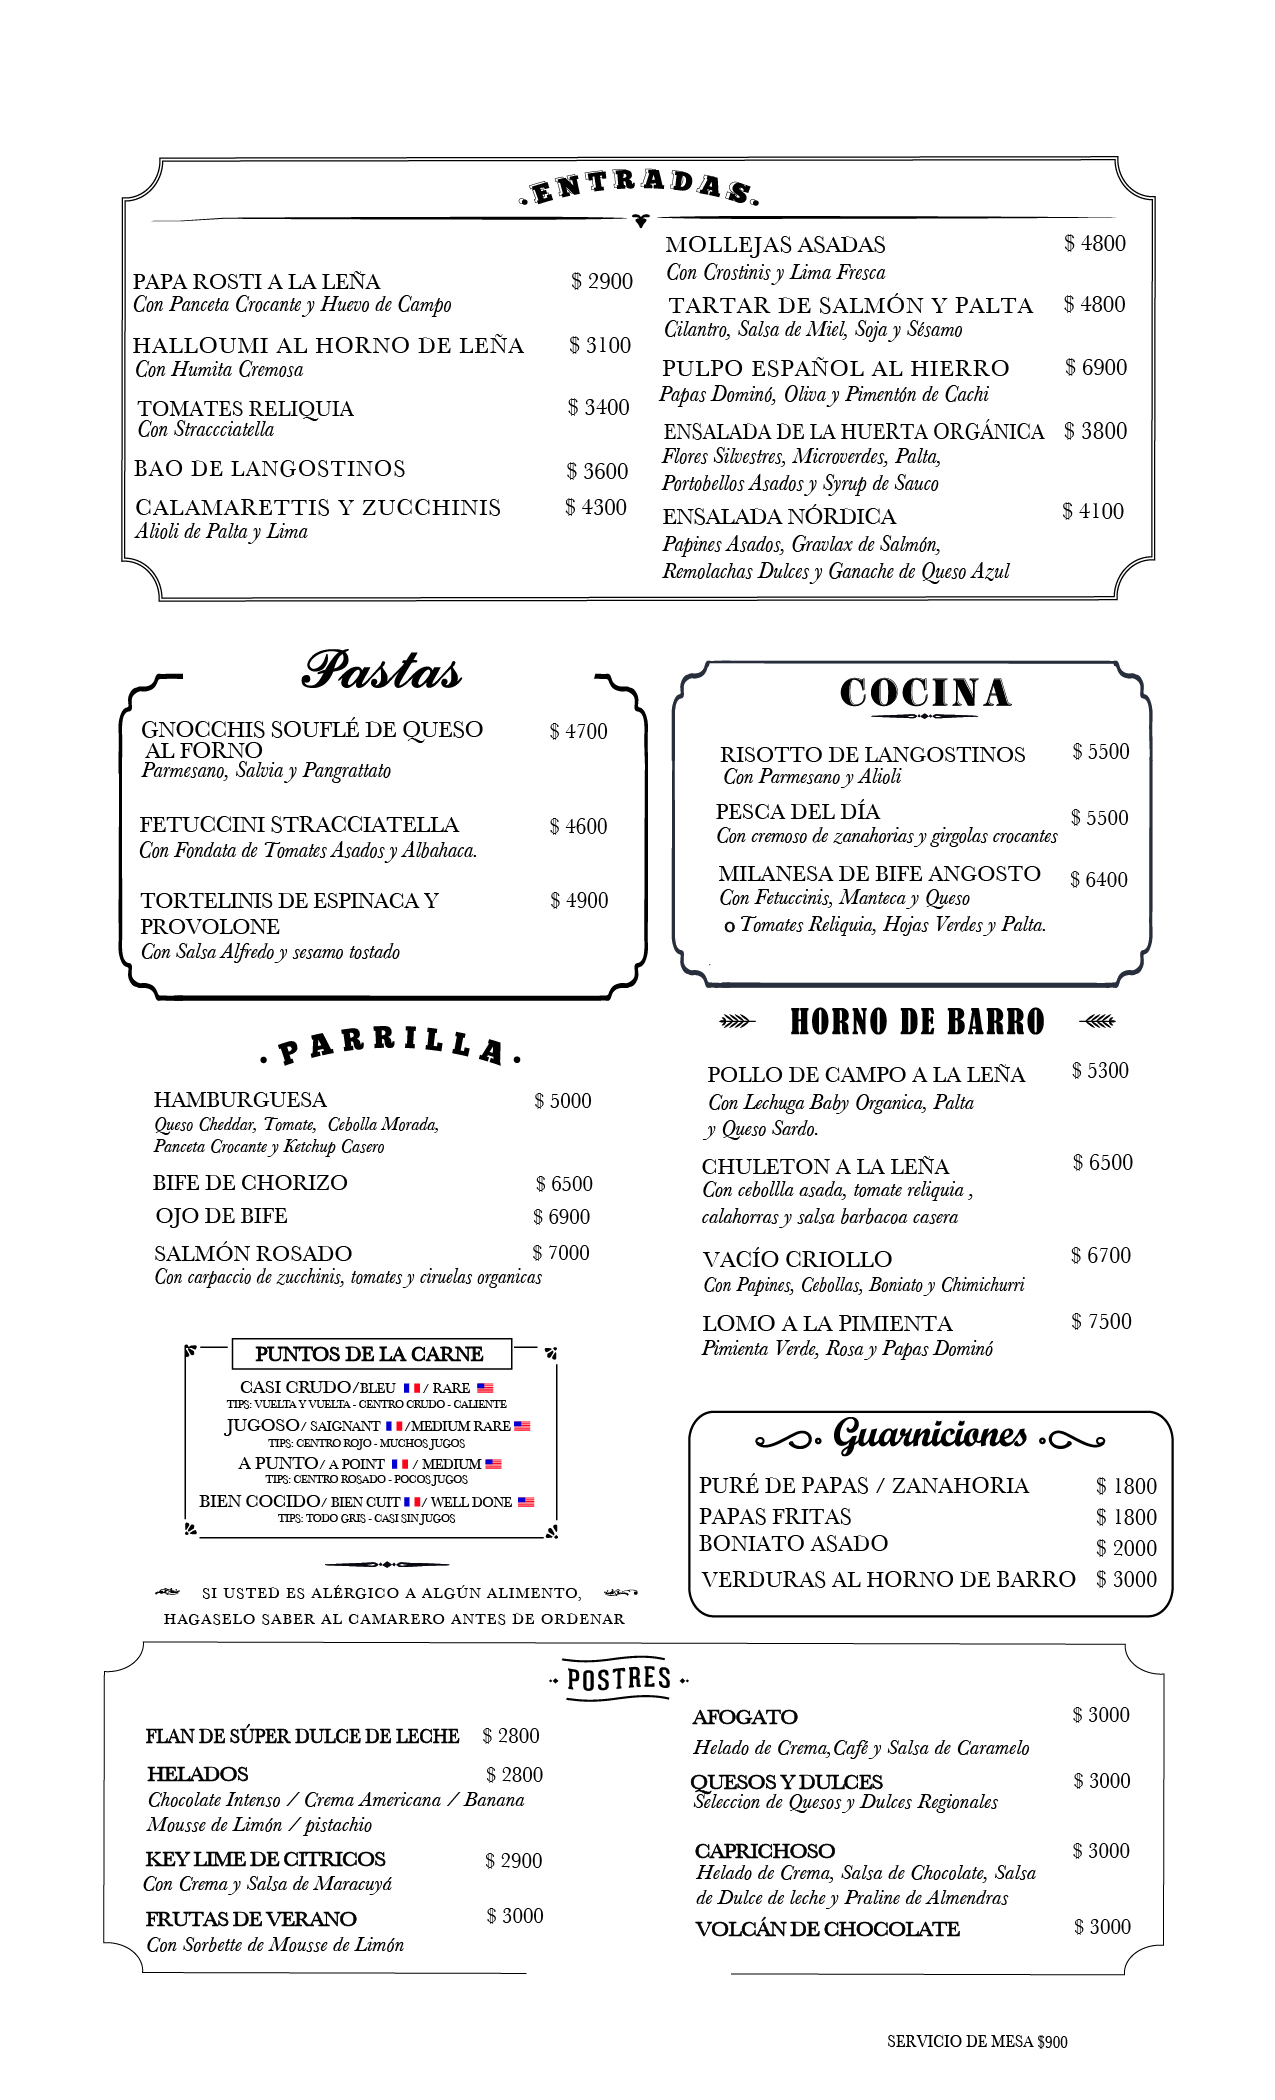 ENTRADAS
PAPA ROSTI A LA LEÑA $ 2900
Con Panceta Crocante y Huevo de Campo
HALLOUMI AL HORNO DE LEÑA $ 3100
Con Humita Cremosa
TOMATES RELIQUIA $ 3400
Con Straccciatella
BAO DE LANGOSTINOS $ 3600
CALAMARETTIS Y ZUCCHINIS $ 4300
Alioli de Palta y Lima
MOLLEJAS ASADAS $ 4800
Con Crostinis y Lima Fresca
TARTAR DE SALMÓN Y PALTA $ 4800
Cilantro, Salsa de Miel, Soja y Sésamo
PULPO ESPAÑOL AL HIERRO $ 6900
Papas Dominó, Oliva y Pimentón de Cachi
ENSALADA DE LA HUERTA ORGÁNICA $ 3800
Flores Silvestres, Microverdes, Palta,
Portobellos Asados y Syrup de Sauco
ENSALADA NÓRDICA $ 4100
Papines Asados, Gravlax de Salmón,
Remolachas Dulces y Ganache de Queso Azul
Pastas
GNOCCHIS SOUFLÉ DE QUESO $ 4700
AL FORNO
Parmesano, Salvia y Pangrattato
FETUCCINI STRACCIATELLA $ 4600
Con Fondata de Tomates Asados y Albahaca.
TORTELINIS DE ESPINACA Y $ 4900
PROVOLONE
Con Salsa Alfredo y sesamo tostado
COCINA
RISOTTO DE LANGOSTINOS $ 5500
Con Parmesano y Alioli
PESCA DEL DÍA $ 5500
Con cremoso de zanahorias y girgolas crocantes
MILANESA DE BIFE ANGOSTO $ 6400
Con Fetuccinis, Manteca y Queso
o Tomates Reliquia, Hojas Verdes y Palta.
PARRILLA
HAMBURGUESA $ 5000
Queso Cheddar, Tomate, Cebolla Morada,
Panceta Crocante y Ketchup Casero
BIFE DE CHORIZO $ 6500
OJO DE BIFE $ 6900
SALMÓN ROSADO $ 7000
Con carpaccio de zucchinis, tomates y ciruelas organicas
HORNO DE BARRO
POLLO DE CAMPO A LA LEÑA $ 5300
Con Lechuga Baby Organica, Palta
y Queso Sardo.
CHULETON A LA LEÑA $ 6500
Con cebollla asada, tomate reliquia ,
calahorras y salsa barbacoa casera
VACÍO CRIOLLO $ 6700
Con Papines, Cebollas, Boniato y Chimichurri
LOMO A LA PIMIENTA $ 7500
Pimienta Verde, Rosa y Papas Dominó
PUNTOS DE LA CARNE
CASI CRUDO/BLEU / RARE
TIPS: VUELTA Y VUELTA - CENTRO CRUDO - CALIENTE
JUGOSO/ SAIGNANT /MEDIUM RARE
TIPS: CENTRO ROJO - MUCHOS JUGOS
A PUNTO/ A POINT / MEDIUM
TIPS: CENTRO ROSADO - POCOS JUGOS
BIEN COCIDO/ BIEN CUIT / WELL DONE
TIPS: TODO GRIS - CASI SIN JUGOS
SI USTED ES ALÉRGICO A ALGÚN ALIMENTO,
HAGASELO SABER AL CAMARERO ANTES DE ORDENAR
Guarniciones
PURÉ DE PAPAS / ZANAHORIA $ 1800
PAPAS FRITAS $ 1800
BONIATO ASADO $ 2000
VERDURAS AL HORNO DE BARRO $ 3000
POSTRES
FLAN DE SÚPER DULCE DE LECHE $ 2800
HELADOS $ 2800
Chocolate Intenso / Crema Americana / Banana
Mousse de Limón / pistachio
KEY LIME DE CITRICOS $ 2900
Con Crema y Salsa de Maracuyá
FRUTAS DE VERANO $ 3000
Con Sorbette de Mousse de Limón
AFOGATO $ 3000
Helado de Crema,Café y Salsa de Caramelo
QUESOS Y DULCES $ 3000
Seleccion de Quesos y Dulces Regionales
CAPRICHOSO $ 3000
Helado de Crema, Salsa de Chocolate, Salsa
de Dulce de leche y Praline de Almendras
VOLCÁN DE CHOCOLATE $ 3000
SERVICIO DE MESA $900